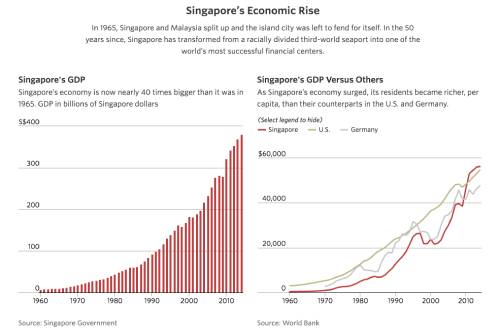 Singapore's Economic Rise
In 1965, Singapore and Malaysia split up and the island city was left to fend for itself. In the 50
years since, Singapore has transformed from a racially divided third-world seaport into one of the
world's most successful financial centers.
Singapore's GDP
Singapore's economy is now nearly 40 times bigger than it was in
1965. GDP in billions of Singapore dollars
S$400
300
200
100
0
1960 1970 1980 1990 2000 2010
Source: Singapore Government
Singapore's GDP Versus Others
As Singapore's economy surged, its residents became richer, per
capita, than their counterparts in the U.S. and Germany.
(Select legend to hide)
Singapore U.S. Germany
$60,000
40,000
20,000
0
1960 1970 1980 1990 2000 2010
Source: World Bank